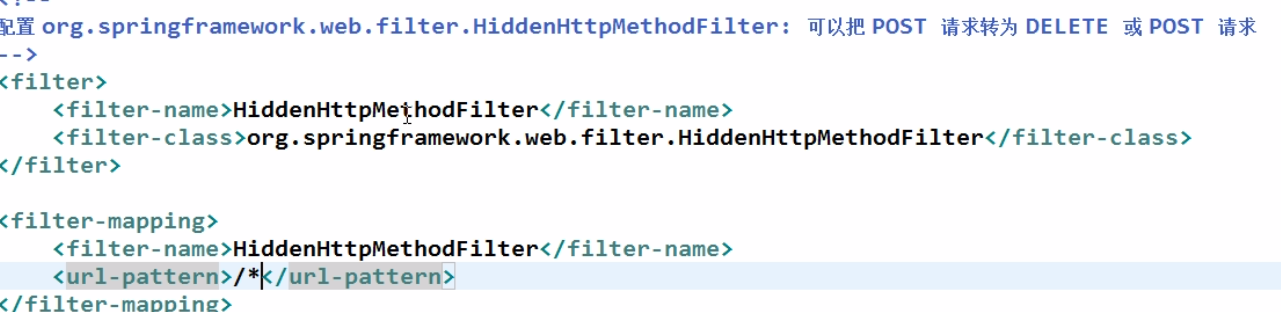 <!--
配置 org.springframework.web.filter.HiddenHttpMethodFilter: 可以把 POST 请求转为 DELETE 或 POST 请求
-->
<filter>
<filter-name>HiddenHttpMethodFilter</filter-name>
<filter-class>org.springframework.web.filter.HiddenHttpMethodFilter</filter-class>
</filter>
<filter-mapping>
<filter-name>HiddenHttpMethodFilter</filter-name>
<url-pattern>/*</url-pattern>
</filter-mapping>